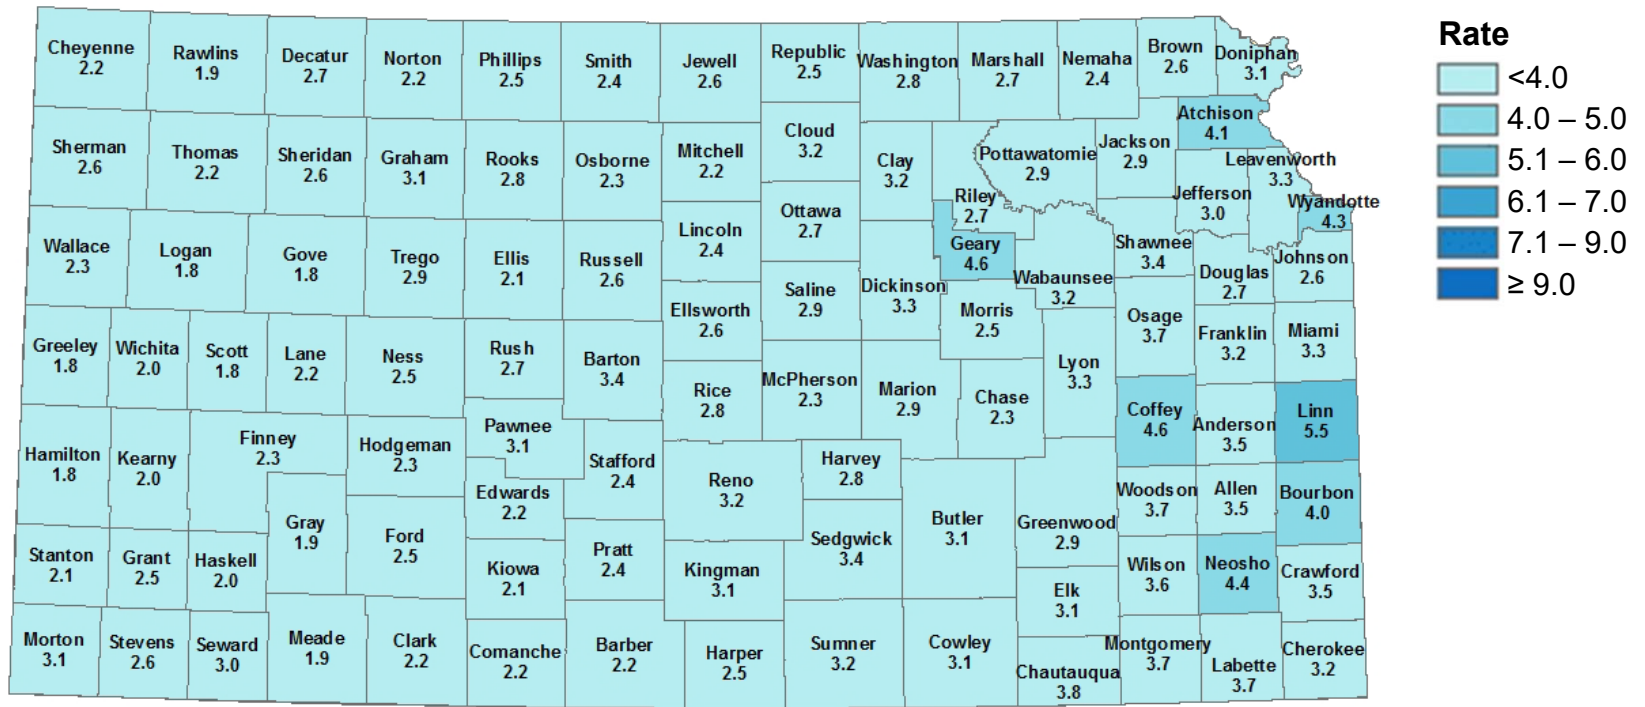 Rate
<4.0
4.0 – 5.0
5.1 – 6.0
6.1 – 7.0
7.1 – 9.0
≥ 9.0
Cheyenne
2.2
Rawlins
1.9
Decatur
2.7
Norton
2.2
Phillips
2.5
Smith
2.4
Jewell
2.6
Republic
2.5
Washington
2.8
Marshall
2.7
Nemaha
2.4
Brown
2.6
Doniphan
3.1
Atchison
4.1
Sherman
2.6
Thomas
2.2
Sheridan
2.6
Graham
3.1
Rooks
2.8
Osborne
2.3
Mitchell
2.2
Cloud
3.2
Clay
3.2
Riley
2.7
Pottawatomie
2.9
Jackson
2.9
Jefferson
3.0
Leavenworth
3.3
Wyandotte
4.3
Wallace
2.3
Logan
1.8
Gove
1.8
Trego
2.9
Ellis
2.1
Russell
2.6
Lincoln
2.4
Ottawa
2.7
Saline
2.9
Dickinson
3.3
Geary
4.6
Wabaunsee
3.2
Shawnee
3.4
Douglas
2.7
Johnson
2.6
Ellsworth
2.6
Morris
2.5
Osage
3.7
Franklin
3.2
Miami
3.3
Greeley
1.8
Wichita
2.0
Scott
1.8
Lane
2.2
Ness
2.5
Rush
2.7
Barton
3.4
Rice
2.8
McPherson
2.3
Marion
2.9
Chase
2.3
Lyon
3.3
Coffey
4.6
Anderson
3.5
Linn
5.5
Hamilton
1.8
Kearny
2.0
Finney
2.3
Hodgeman
2.3
Pawnee
3.1
Edwards
2.2
Stafford
2.4
Reno
3.2
Harvey
2.8
Sedgwick
3.4
Butler
3.1
Greenwood
2.9
Woodson
3.7
Allen
3.5
Bourbon
4.0
Gray
1.9
Ford
2.5
Stanton
2.1
Grant
2.5
Haskell
2.0
Kiowa
2.1
Pratt
2.4
Kingman
3.1
Elk
3.1
Wilson
3.6
Neosho
4.4
Crawford
3.5
Morton
3.1
Stevens
2.6
Seward
3.0
Meade
1.9
Clark
2.2
Comanche
2.2
Barber
2.2
Harper
2.5
Sumner
3.2
Cowley
3.1
Chautauqua
3.8
Montgomery
3.7
Labette
3.7
Cherokee
3.2